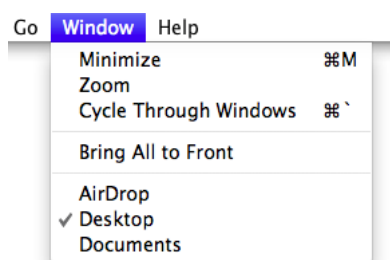 Go Window Help
Minimize ⌘M
Zoom
Cycle Through Windows ⌘`
Bring All to Front
AirDrop
✓ Desktop
Documents